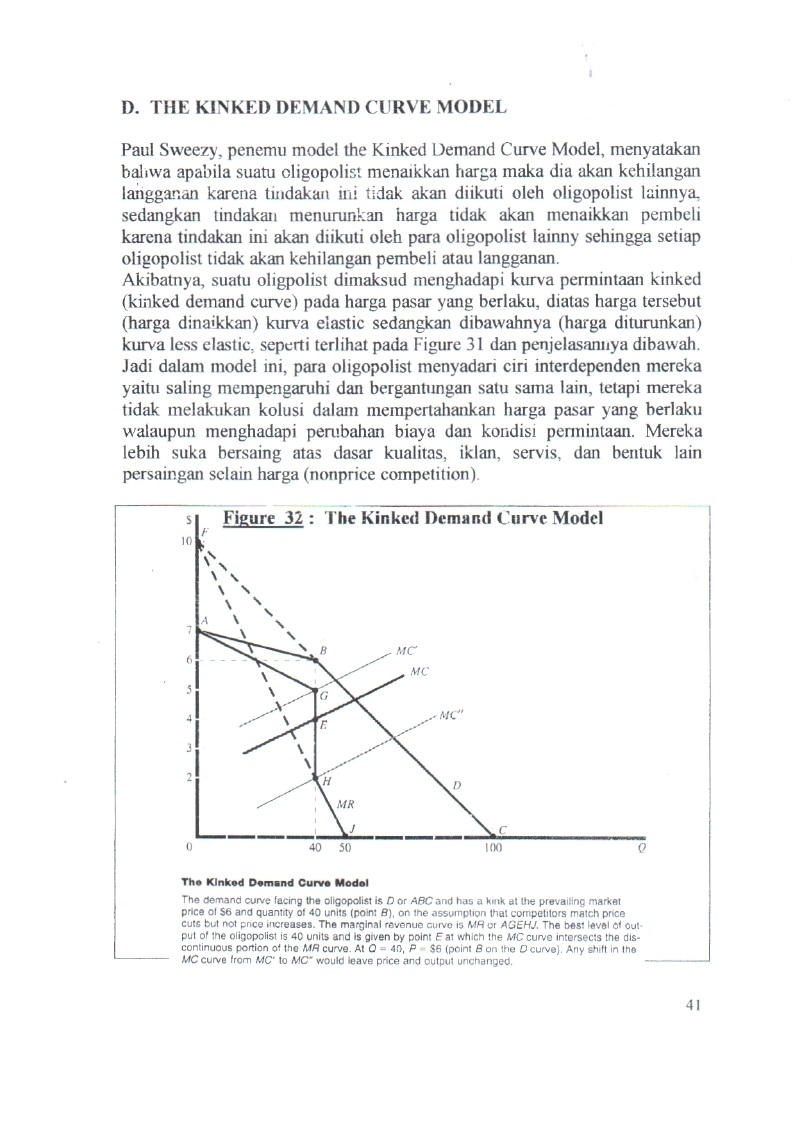 D. THE KINKED DEMAND CURVE MODEL
Paul Sweezy, penemu model the Kinked Demand Curve Model, menyatakan
bahwa apabila suatu oligopolist menaikkan harga maka dia akan kehilangan
langganan karena tindakan ini tidak akan diikuti oleh oligopolist lainnya,
sedangkan tindakan menurunkan harga tidak akan menaikkan pembeli
karena tindakan ini akan diikuti oleh para oligopolist lainny sehingga setiap
oligopolist tidak akan kehilangan pembeli atau langganan.
Akibatnya, suatu oligpolist dimaksud menghadapi kurva permintaan kinked
(kinked demand curve) pada harga pasar yang berlaku, diatas harga tersebut
(harga dinaikkan) kurva elastic sedangkan dibawahnya (harga diturunkan)
kurva less elastic, seperti terlihat pada Figure 31 dan penjelasannya dibawah.
Jadi dalam model ini, para oligopolist menyadari ciri interdependen mereka
yaitu saling mempengaruhi dan bergantungan satu sama lain, tetapi mereka
tidak melakukan kolusi dalam mempertahankan harga pasar yang berlaku
walaupun menghadapi perubahan biaya dan kondisi permintaan. Mereka
lebih suka bersaing atas dasar kualitas, iklan, servis, dan bentuk lain
persaingan selain harga (nonprice competition).
Figure 32 : The Kinked Demand Curve Model
$
F
10
A
7
B
MC'
6
MC
5
G
4
E
MC"
3
2
H
D
MR
J
C
0 40 50 100 Q
The Kinked Demand Curve Model
The demand curve facing the oligopolist is D or ABC and has a kink at the prevailing market
price of $6 and quantity of 40 units (point B), on the assumption that competitors match price
cuts but not price increases. The marginal revenue curve is MR or AGEHJ. The best level of out-
put of the oligopolist is 40 units and is given by point E at which the MC curve intersects the dis-
continuous portion of the MR curve. At Q = 40, P = $6 (point B on the D curve). Any shift in the
MC curve from MC' to MC" would leave price and output unchanged.
41